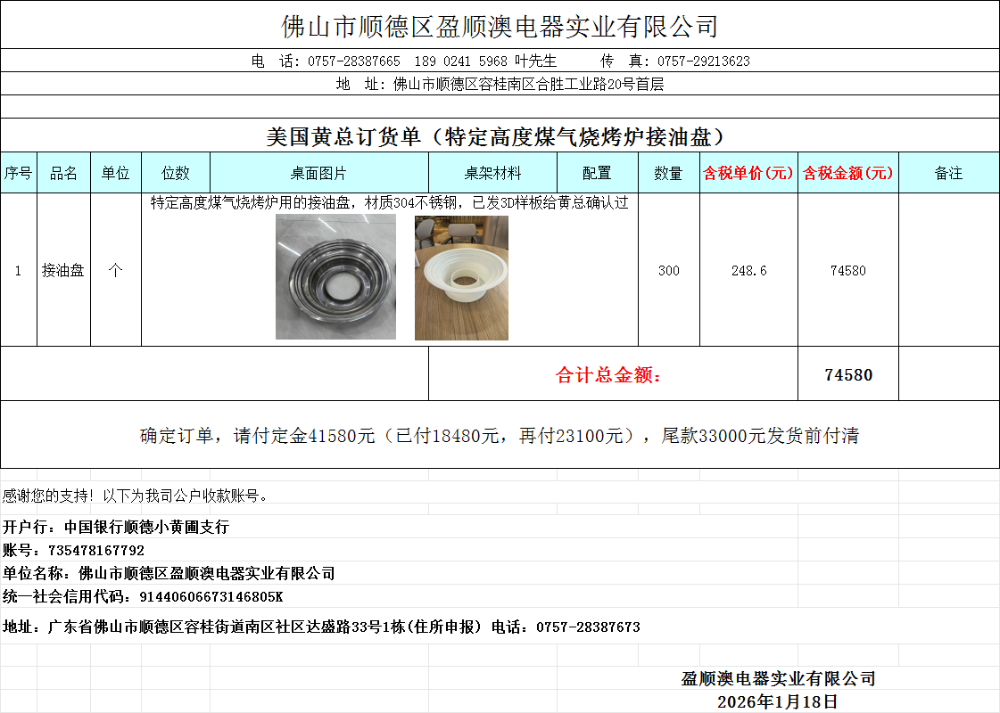 佛山市顺德区盈顺澳电器实业有限公司
电 话: 0757-28387665 189 0241 5968 叶先生 传 真: 0757-29213623
地 址: 佛山市顺德区容桂南区合胜工业路20号首层
美国黄总订货单（特定高度煤气烧烤炉接油盘）
序号 品名 单位 位数 桌面图片 桌架材料 配置 数量 含税单价(元) 含税金额(元) 备注
特定高度煤气烧烤炉用的接油盘，材质304不锈钢，已发3D样板给黄总确认过
1 接油盘 个 300 248.6 74580
合计总金额: 74580
确定订单，请付定金41580元（已付18480元，再付23100元），尾款33000元发货前付清
感谢您的支持！以下为我司公户收款账号。
开户行：中国银行顺德小黄圃支行
账号：735478167792
单位名称：佛山市顺德区盈顺澳电器实业有限公司
统一社会信用代码：91440606673146805K
地址：广东省佛山市顺德区容桂街道南区社区达盛路33号1栋(住所申报) 电话：0757-28387673
盈顺澳电器实业有限公司
2026年1月18日